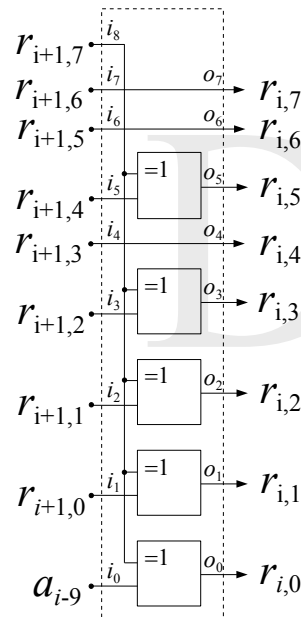 r_{i+1,7} i_8
r_{i+1,6} i_7 o_7 r_{i,7}
r_{i+1,5} i_6 o_6 r_{i,6}
r_{i+1,4} i_5 =1 o_5 r_{i,5}
r_{i+1,3} i_4 o_4 r_{i,4}
r_{i+1,2} i_3 =1 o_3 r_{i,3}
r_{i+1,1} i_2 =1 o_2 r_{i,2}
r_{i+1,0} i_1 =1 o_1 r_{i,1}
a_{i-9} i_0 =1 o_0 r_{i,0}